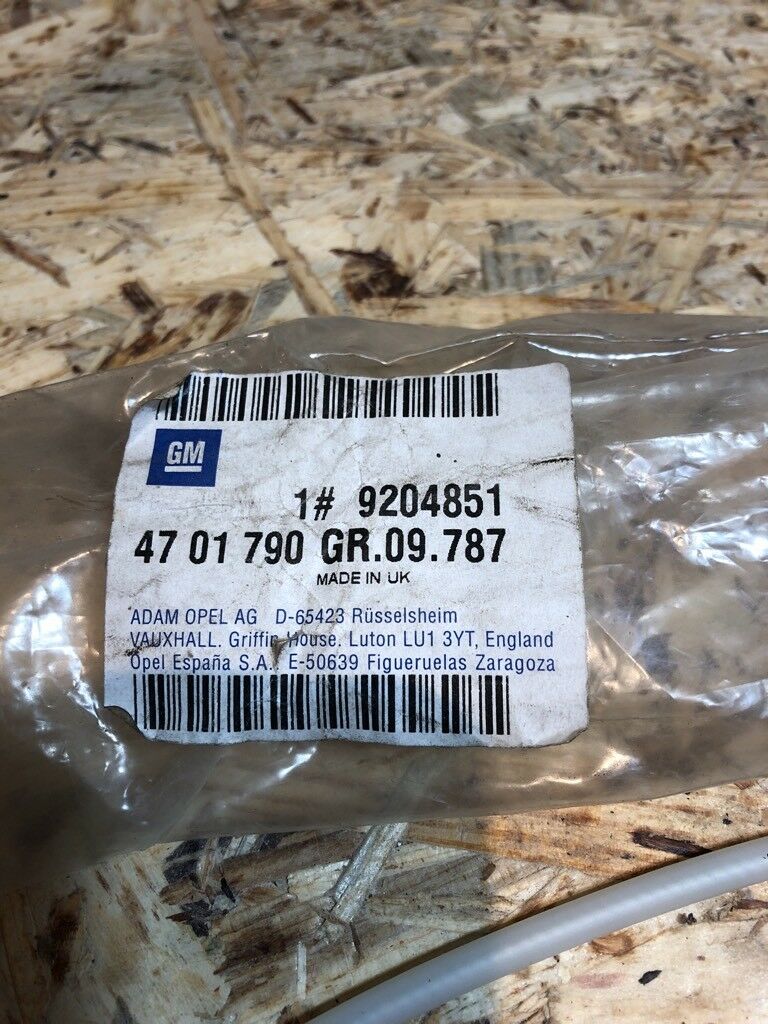 GM
1# 9204851
47 01 790 GR.09.787
MADE IN UK
ADAM OPEL AG D-65423 Rüsselsheim
VAUXHALL. Griffin House. Luton LU1 3YT, England
Opel España S.A., E-50639 Figueruelas Zaragoza